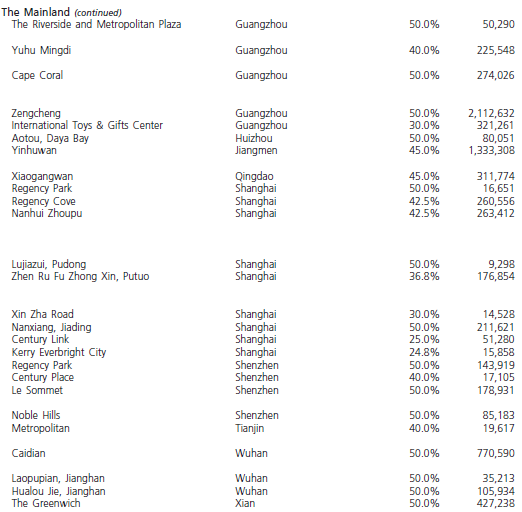 The Mainland (continued)
The Riverside and Metropolitan Plaza Guangzhou 50.0% 50,290
Yuhu Mingdi Guangzhou 40.0% 225,548
Cape Coral Guangzhou 50.0% 274,026
Zengcheng Guangzhou 50.0% 2,112,632
International Toys & Gifts Center Guangzhou 30.0% 321,261
Aotou, Daya Bay Huizhou 50.0% 80,051
Yinhuwan Jiangmen 45.0% 1,333,308
Xiaogangwan Qingdao 45.0% 311,774
Regency Park Shanghai 50.0% 16,651
Regency Cove Shanghai 42.5% 260,556
Nanhui Zhoupu Shanghai 42.5% 263,412
Lujiazui, Pudong Shanghai 50.0% 9,298
Zhen Ru Fu Zhong Xin, Putuo Shanghai 36.8% 176,854
Xin Zha Road Shanghai 30.0% 14,528
Nanxiang, Jiading Shanghai 50.0% 211,621
Century Link Shanghai 25.0% 51,280
Kerry Everbright City Shanghai 24.8% 15,858
Regency Park Shenzhen 50.0% 143,919
Century Place Shenzhen 40.0% 17,105
Le Sommet Shenzhen 50.0% 178,931
Noble Hills Shenzhen 50.0% 85,183
Metropolitan Tianjin 40.0% 19,617
Caidian Wuhan 50.0% 770,590
Laopupian, Jianghan Wuhan 50.0% 35,213
Hualou Jie, Jianghan Wuhan 50.0% 105,934
The Greenwich Xian 50.0% 427,238